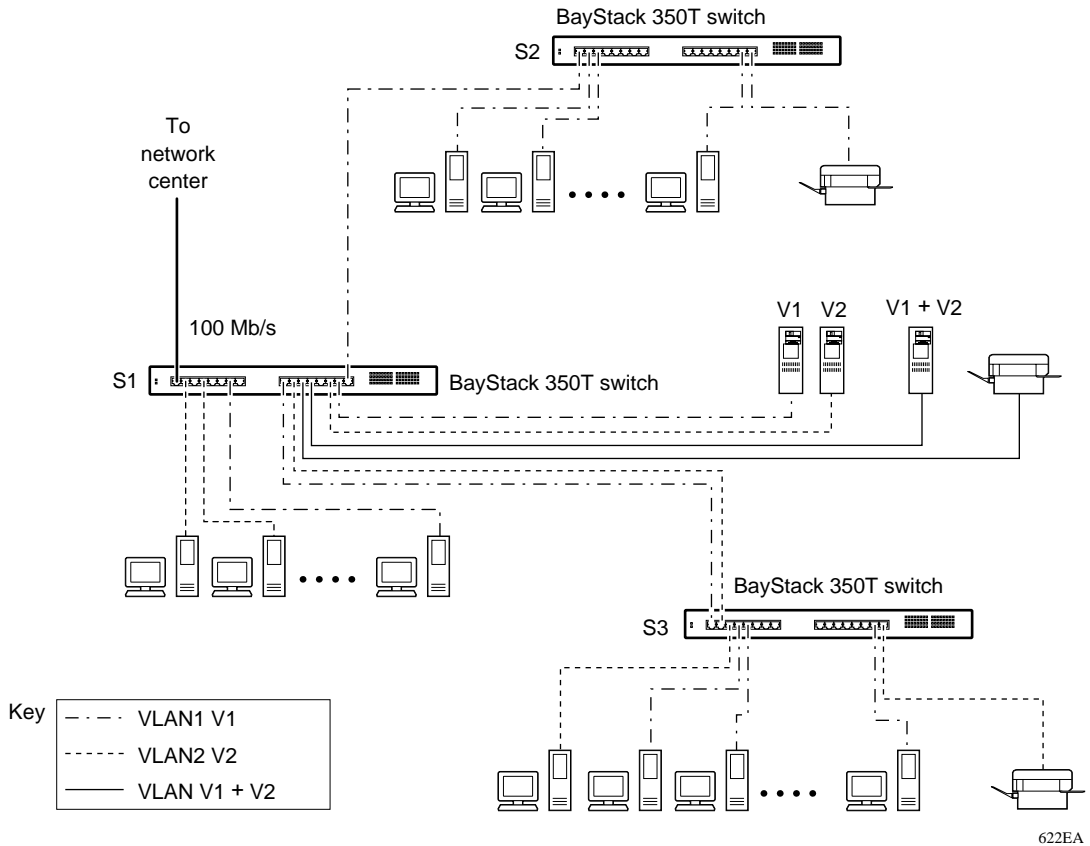 BayStack 350T switch
S2
To
network
center
100 Mb/s
V1
V2
V1 + V2
S1
BayStack 350T switch
BayStack 350T switch
S3
Key
VLAN1 V1
VLAN2 V2
VLAN V1 + V2
622EA